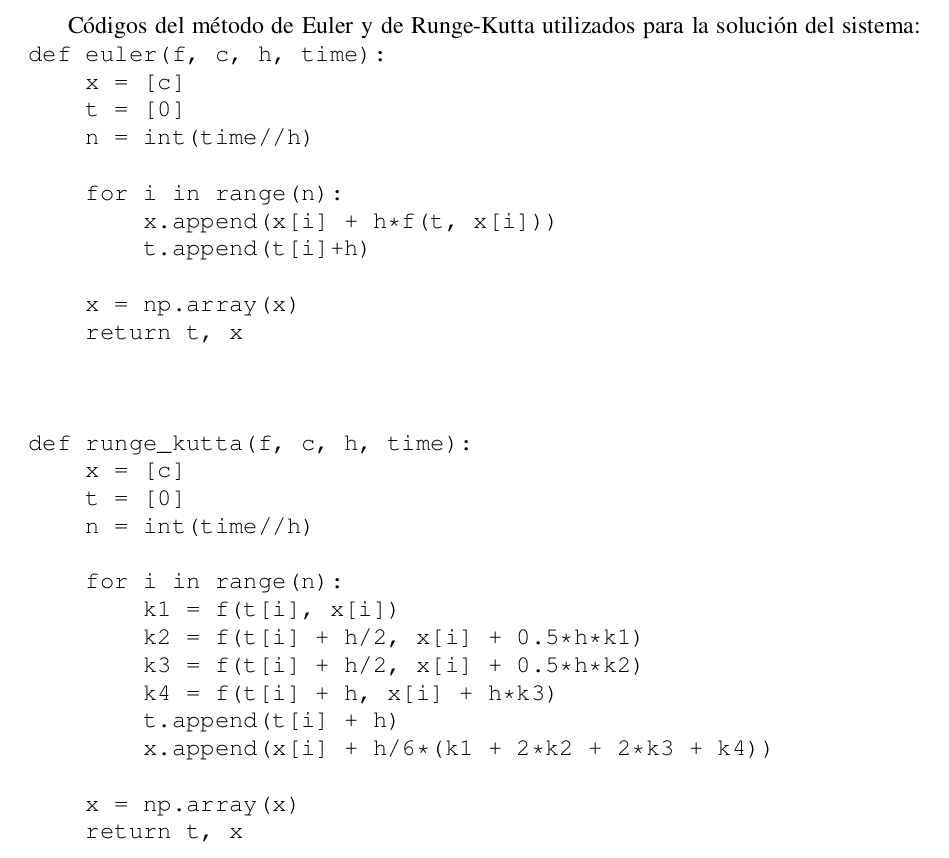 Códigos del método de Euler y de Runge-Kutta utilizados para la solución del sistema:
def euler(f, c, h, time):
    x = [c]
    t = [0]
    n = int(time//h)

    for i in range(n):
        x.append(x[i] + h*f(t, x[i]))
        t.append(t[i]+h)

    x = np.array(x)
    return t, x

def runge_kutta(f, c, h, time):
    x = [c]
    t = [0]
    n = int(time//h)

    for i in range(n):
        k1 = f(t[i], x[i])
        k2 = f(t[i] + h/2, x[i] + 0.5*h*k1)
        k3 = f(t[i] + h/2, x[i] + 0.5*h*k2)
        k4 = f(t[i] + h, x[i] + h*k3)
        t.append(t[i] + h)
        x.append(x[i] + h/6*(k1 + 2*k2 + 2*k3 + k4))

    x = np.array(x)
    return t, x